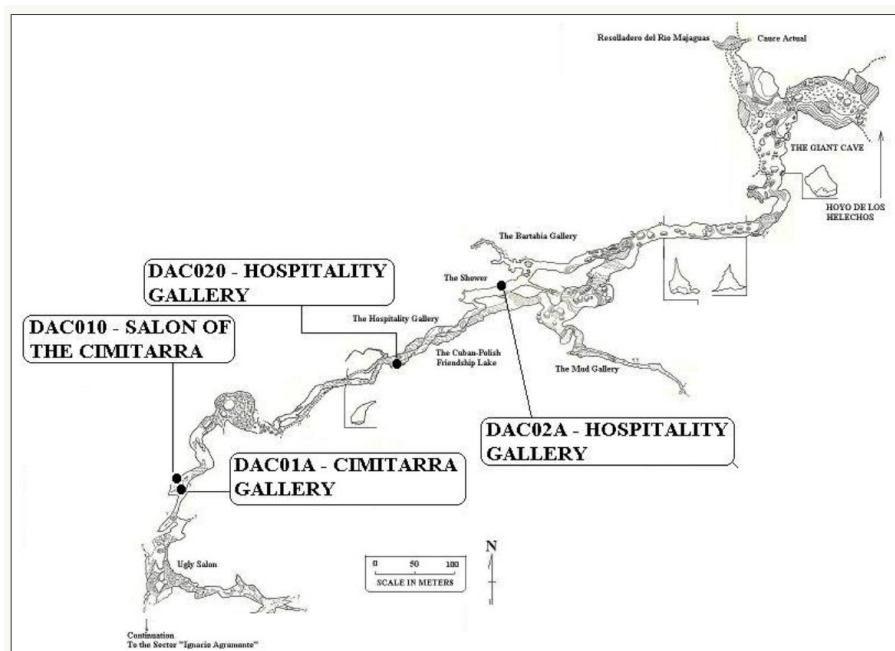 Resolladero del Rio Majaguas
Cauce Actual
THE GIANT CAVE
HOYO DE LOS
HELECHOS
The Bartahia Gallery
DAC020 - HOSPITALITY
GALLERY
The Shower
DAC010 - SALON OF
THE CIMITARRA
The Hospitality Gallery
The Cuban-Polish
Friendship Lake
The Mud Gallery
DAC02A - HOSPITALITY
GALLERY
DAC01A - CIMITARRA
GALLERY
N
0 50 100
SCALE IN METERS
Ugly Salon
Continuation
To the Sector "Ignacio Agramonte"